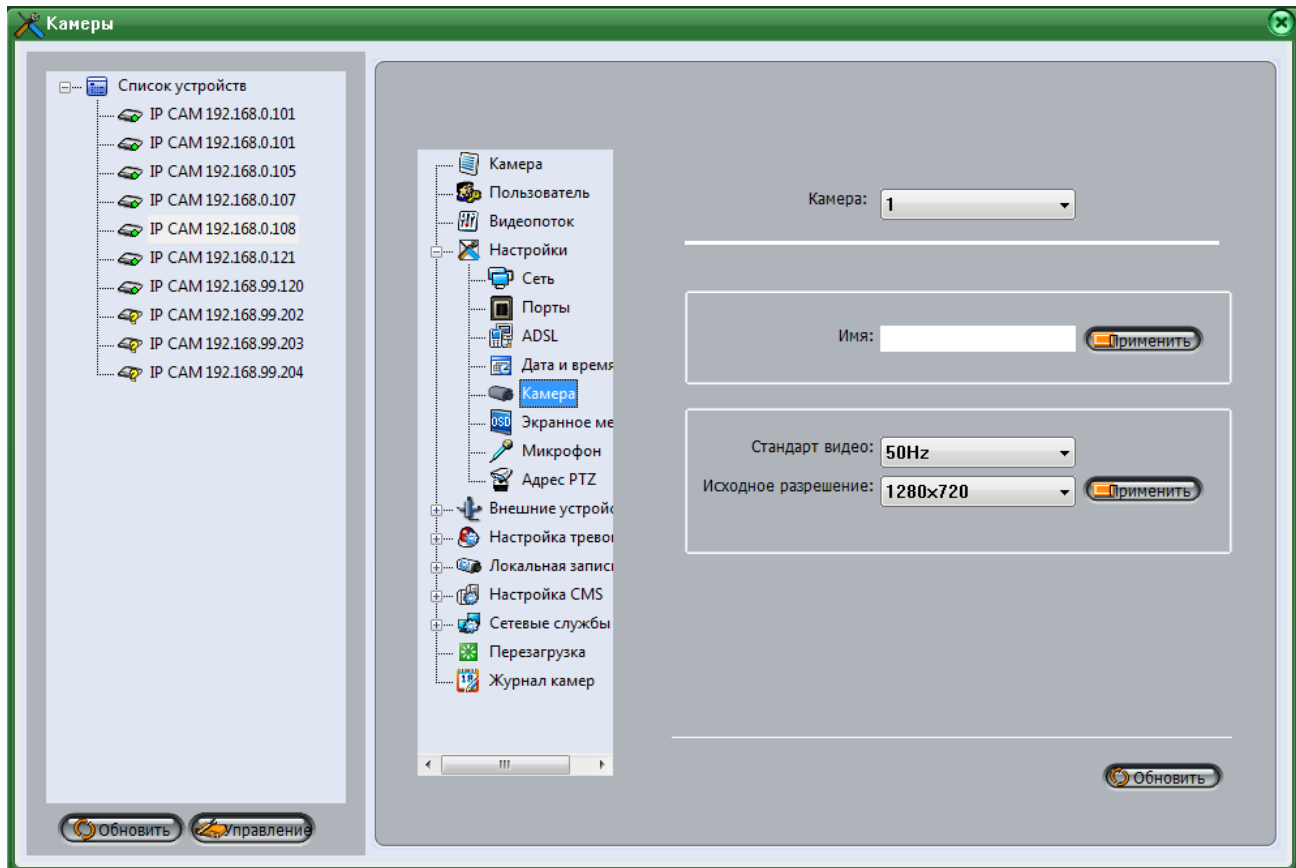 Камеры
Список устройств
IP CAM 192.168.0.101
IP CAM 192.168.0.101
IP CAM 192.168.0.105
IP CAM 192.168.0.107
IP CAM 192.168.0.108
IP CAM 192.168.0.121
IP CAM 192.168.99.120
IP CAM 192.168.99.202
IP CAM 192.168.99.203
IP CAM 192.168.99.204
Обновить
Управление
Камера
Пользователь
Видеопоток
Настройки
Сеть
Порты
ADSL
Дата и время
Камера
OSD Экранное ме
Микрофон
Адрес PTZ
Внешние устройс
Настройка тревог
Локальная запись
Настройка CMS
Сетевые службы
Перезагрузка
18 Журнал камер
Камера: 1
Имя:
Применить
Стандарт видео: 50Hz
Исходное разрешение: 1280x720
Применить
Обновить